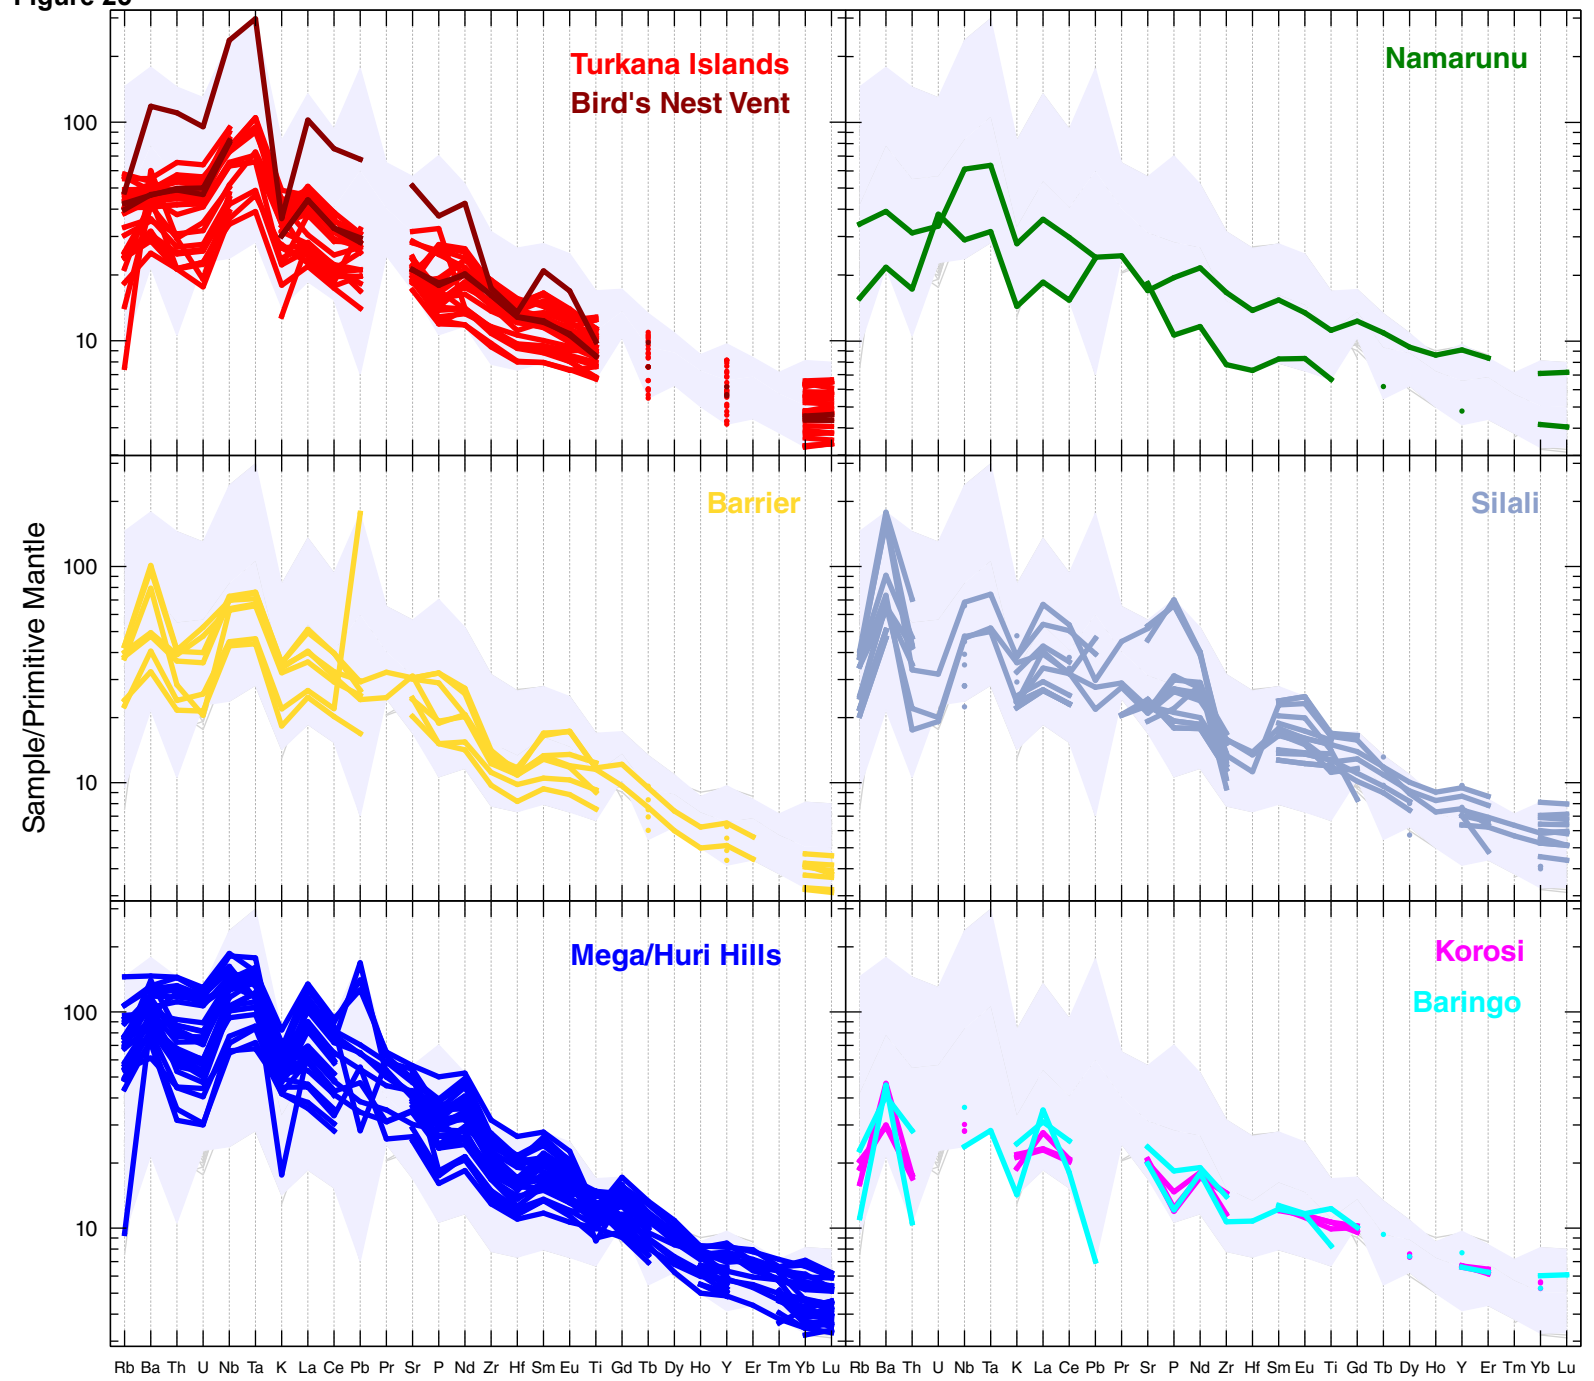 Turkana Islands
Bird's Nest Vent
Namarunu
100
10
Barrier
Silali
Sample/Primitive Mantle
100
10
Mega/Huri Hills
Korosi
Baringo
100
10
Rb Ba Th U Nb Ta K La Ce Pb Pr Sr P Nd Zr Hf Sm Eu Ti Gd Tb Dy Ho Y Er Tm Yb Lu
Rb Ba Th U Nb Ta K La Ce Pb Pr Sr P Nd Zr Hf Sm Eu Ti Gd Tb Dy Ho Y Er Tm Yb Lu